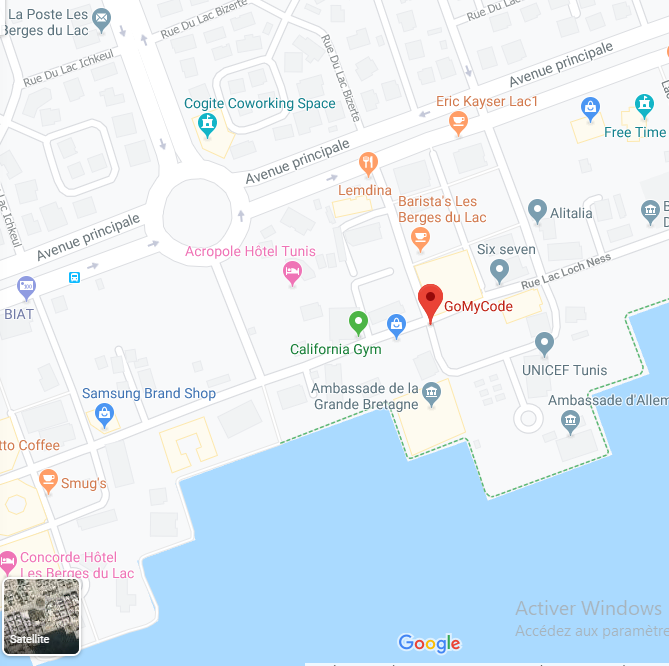 La Poste Les
Berges du Lac
Rue Du Lac Bizerte
Rue Du Lac Ichkeul
Rue Du Lac Bizerte
Avenue principale
Cogite Coworking Space
Eric Kayser Lac1
Free Time
Avenue principale
Lemdina
Barista's Les
Berges du Lac
Alitalia
Lac Ichkeul
Avenue principale
Acropole Hôtel Tunis
Six seven
Rue Lac Loch Ness
BIAT
GoMyCode
California Gym
UNICEF Tunis
Samsung Brand Shop
Ambassade de la
Grande Bretagne
Ambassade d'Allem
tto Coffee
Smug's
Concorde Hôtel
Les Berges du Lac
Satellite
Google
Activer Windows
Accédez aux paramètre